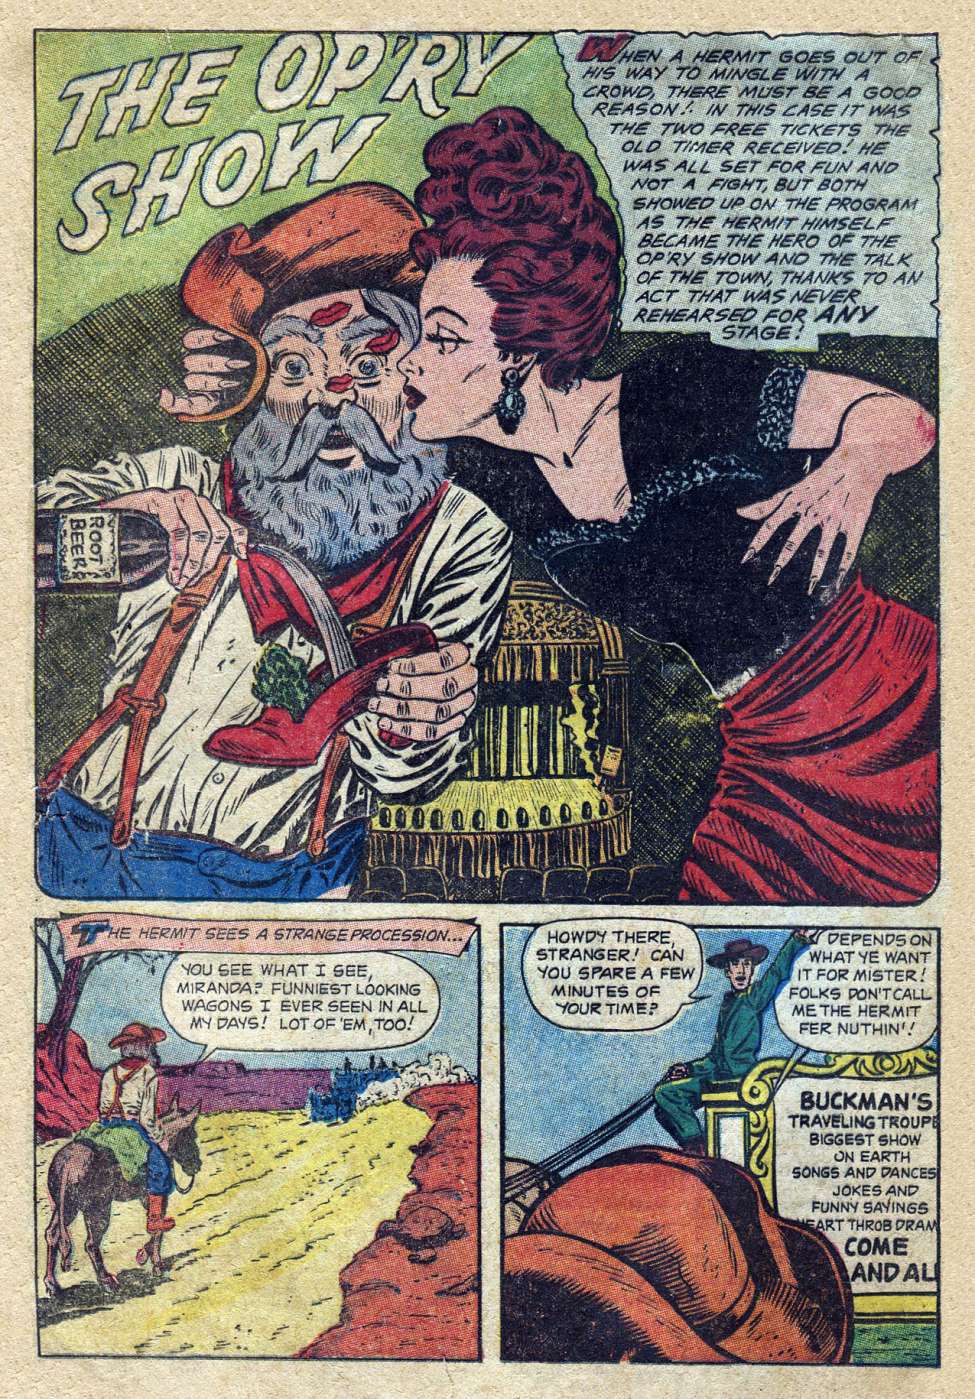 THE OP'RY
SHOW
WHEN A HERMIT GOES OUT OF
HIS WAY TO MINGLE WITH A
CROWD, THERE MUST BE A GOOD
REASON! IN THIS CASE IT WAS
THE TWO FREE TICKETS THE
OLD TIMER RECEIVED! HE
WAS ALL SET FOR FUN AND
NOT A FIGHT, BUT BOTH
SHOWED UP ON THE PROGRAM
AS THE HERMIT HIMSELF
BECAME THE HERO OF THE
OP'RY SHOW AND THE TALK
OF THE TOWN, THANKS TO AN
ACT THAT WAS NEVER
REHEARSED FOR ANY
STAGE!
ROOT
BEER
THE HERMIT SEES A STRANGE PROCESSION...
YOU SEE WHAT I SEE,
MIRANDA? FUNNIEST LOOKING
WAGONS I EVER SEEN IN ALL
MY DAYS! LOT OF 'EM, TOO!
HOWDY THERE,
STRANGER! CAN
YOU SPARE A FEW
MINUTES OF
YOUR TIME?
DEPENDS ON
WHAT YE WANT
IT FOR MISTER!
FOLKS DON'T CALL
ME THE HERMIT
FER NUTHIN'!
BUCKMAN'S
TRAVELING TROUPE
BIGGEST SHOW
ON EARTH
SONGS AND DANCES
JOKES AND
FUNNY SAYINGS
HEART THROB DRAM
COME
AND ALL